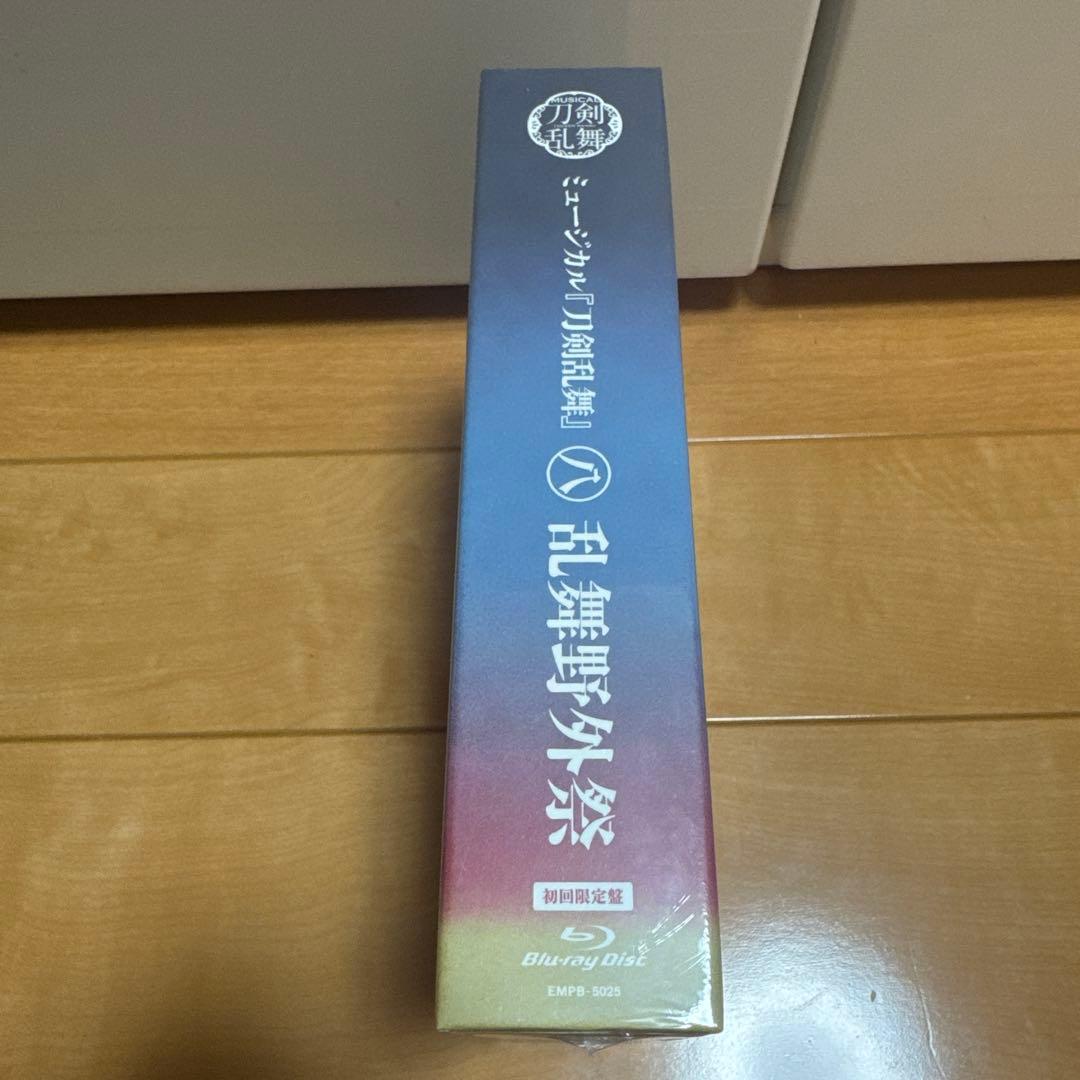 MUSICAL
刀剣
乱舞
ミュージカル『刀剣乱舞』
八
乱舞野外祭
初回限定盤
Blu-ray Disc
EMPB-5025